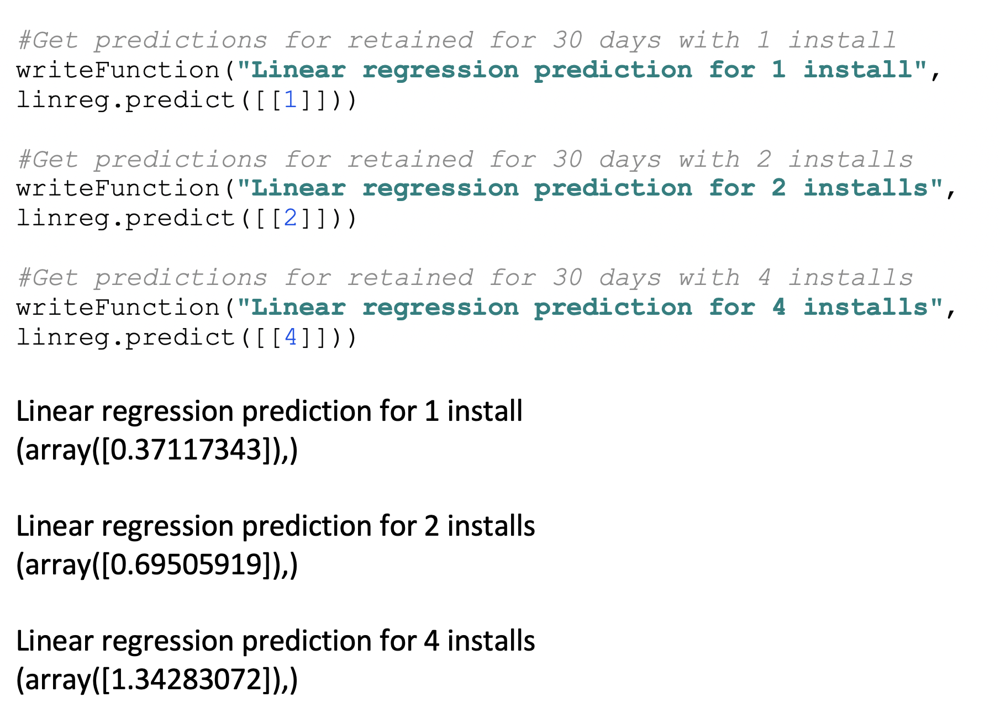 #Get predictions for retained for 30 days with 1 install
writeFunction("Linear regression prediction for 1 install",
linreg.predict([[1]]))
#Get predictions for retained for 30 days with 2 installs
writeFunction("Linear regression prediction for 2 installs",
linreg.predict([[2]]))
#Get predictions for retained for 30 days with 4 installs
writeFunction("Linear regression prediction for 4 installs",
linreg.predict([[4]]))
Linear regression prediction for 1 install
(array([0.37117343]),)
Linear regression prediction for 2 installs
(array([0.69505919]),)
Linear regression prediction for 4 installs
(array([1.34283072]),)